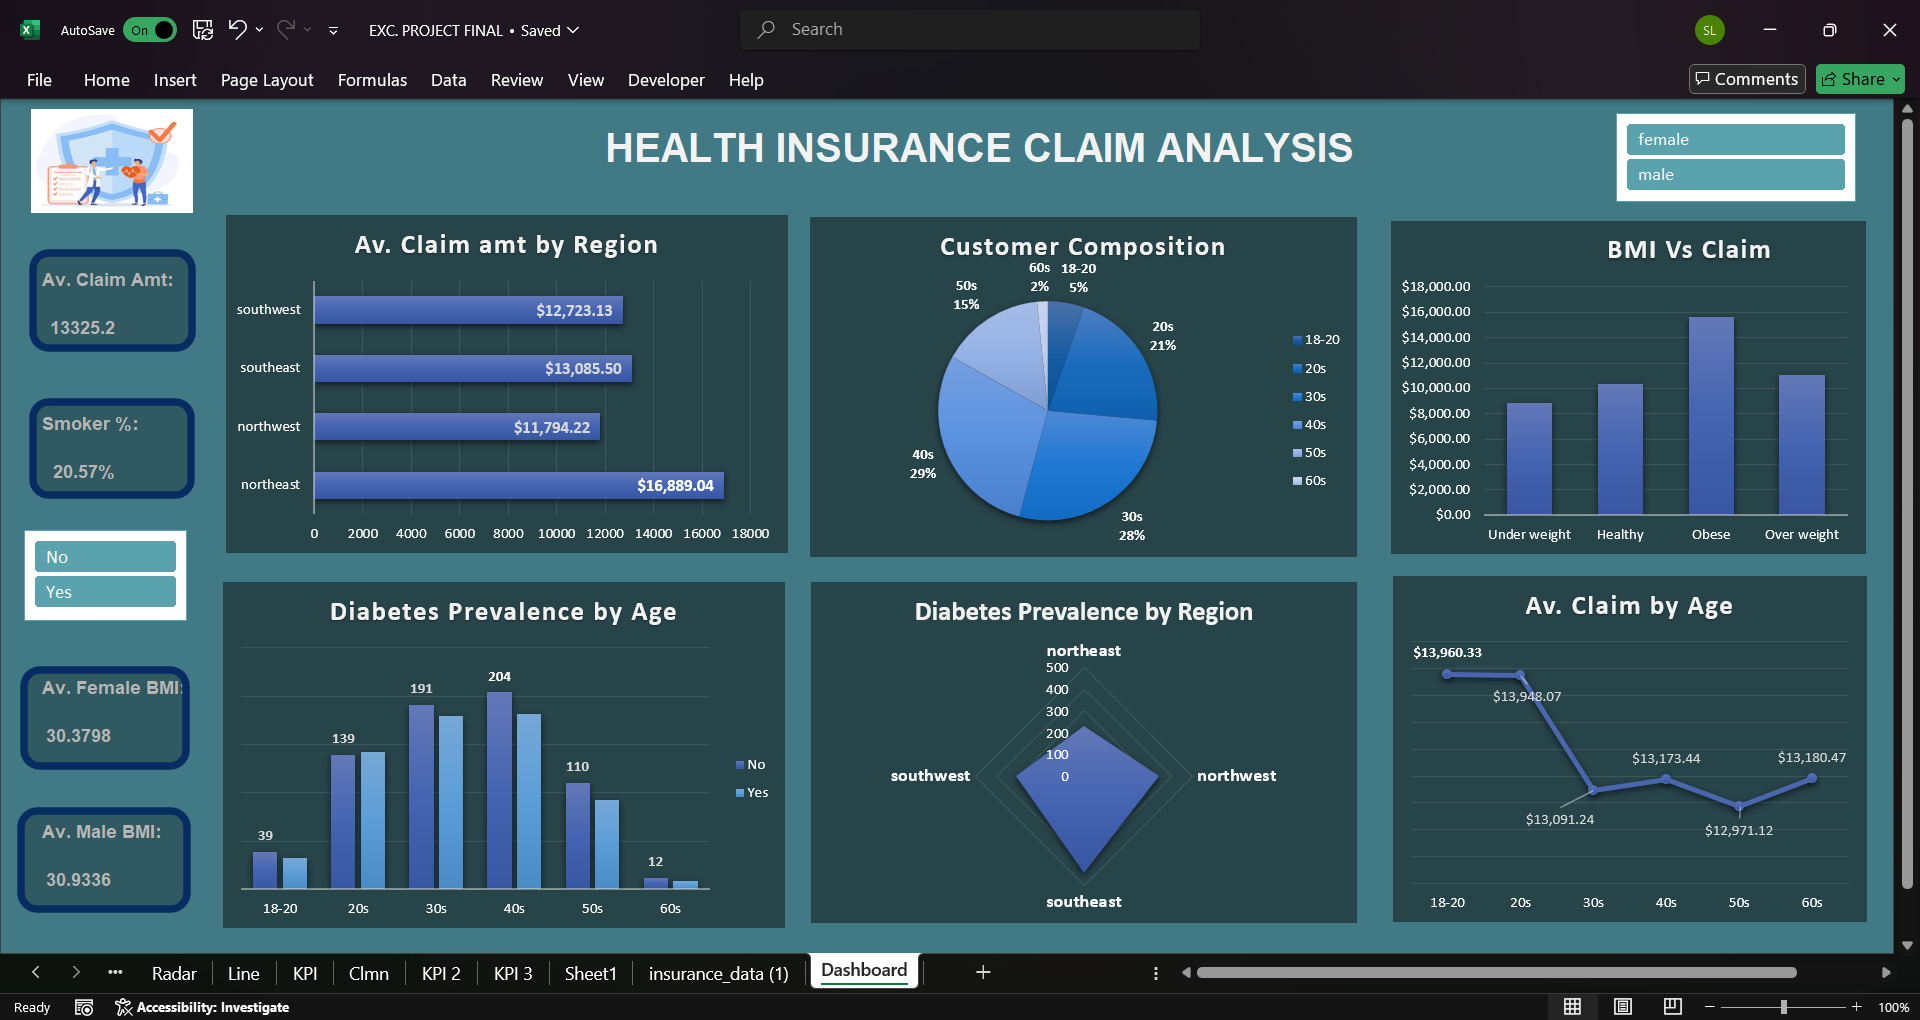 AutoSave On EXC. PROJECT FINAL • Saved Search SL
File Home Insert Page Layout Formulas Data Review View Developer Help Comments Share
HEALTH INSURANCE CLAIM ANALYSIS
female
male
Av. Claim Amt:
13325.2
Smoker %:
20.57%
No
Yes
Av. Female BMI:
30.3798
Av. Male BMI:
30.9336
Av. Claim amt by Region
southwest $12,723.13
southeast $13,085.50
northwest $11,794.22
northeast $16,889.04
0 2000 4000 6000 8000 10000 12000 14000 16000 18000
Customer Composition
60s 18-20
2% 5%
50s
15%
20s
21%
40s
29%
30s
28%
18-20
20s
30s
40s
50s
60s
BMI Vs Claim
$18,000.00
$16,000.00
$14,000.00
$12,000.00
$10,000.00
$8,000.00
$6,000.00
$4,000.00
$2,000.00
$0.00
Under weight Healthy Obese Over weight
Diabetes Prevalence by Age
39 139 191 204 110 12
No
Yes
18-20 20s 30s 40s 50s 60s
Diabetes Prevalence by Region
northeast
500
400
300
200
100
0
southwest northwest
southeast
Av. Claim by Age
$13,960.33
$13,948.07
$13,173.44 $13,180.47
$13,091.24
$12,971.12
18-20 20s 30s 40s 50s 60s
Radar Line KPI Clmn KPI 2 KPI 3 Sheet1 insurance_data (1) Dashboard
Ready Accessibility: Investigate 100%